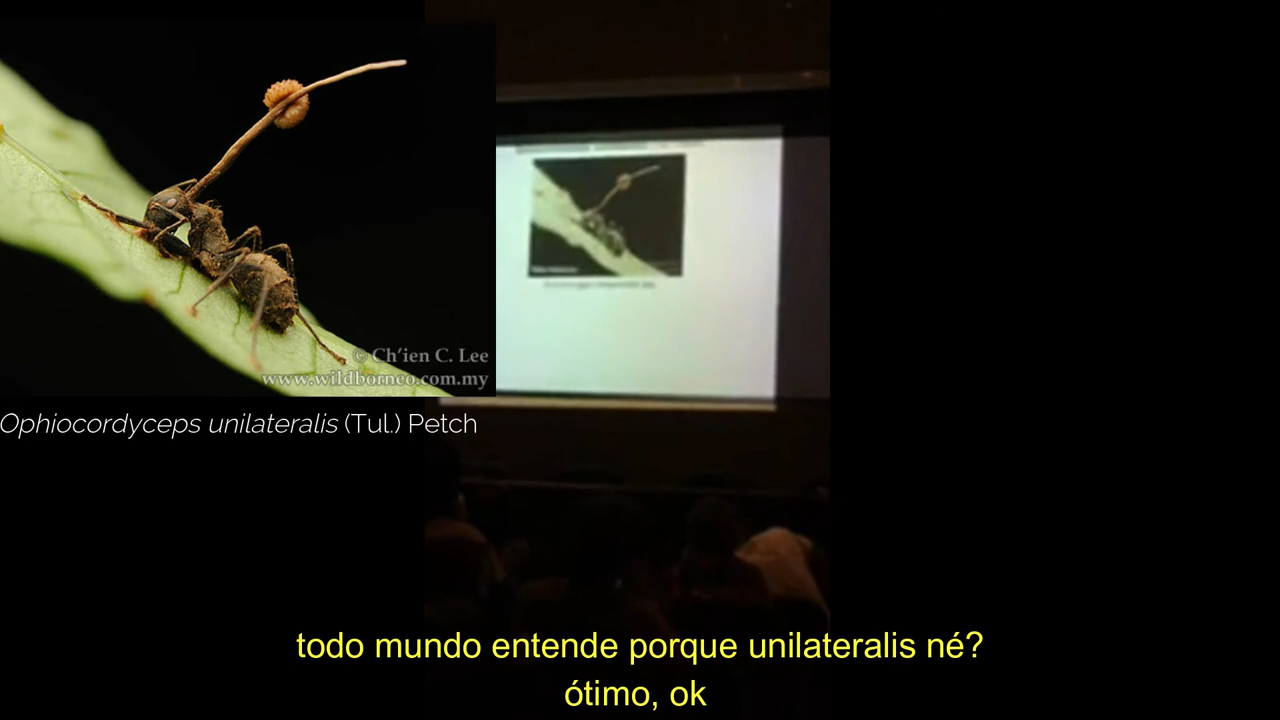 © Ch'ien C. Lee
www.wildborneo.com.my
Ophiocordyceps unilateralis (Tul.) Petch
todo mundo entende porque unilateralis né?
ótimo, ok